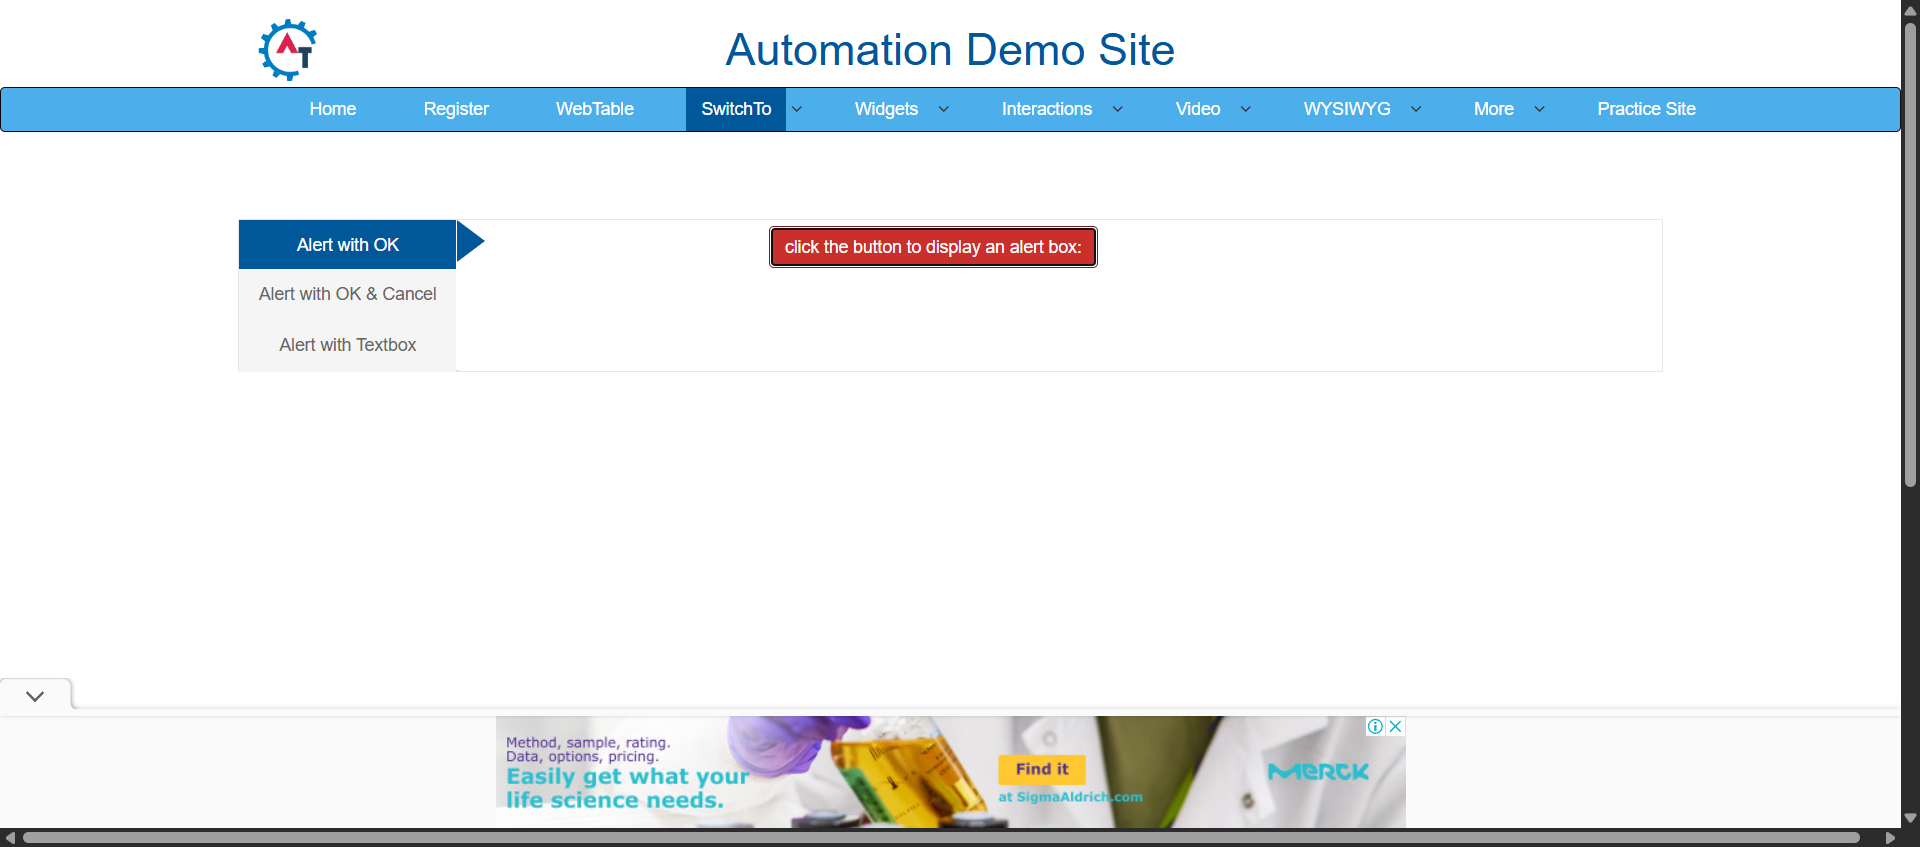 AT
Automation Demo Site
Home Register WebTable SwitchTo Widgets Interactions Video WYSIWYG More Practice Site
Alert with OK
click the button to display an alert box:
Alert with OK & Cancel
Alert with Textbox
Method, sample, rating.
Data, options, pricing.
Easily get what your
life science needs.
Find it
at SigmaAldrich.com
MERCK